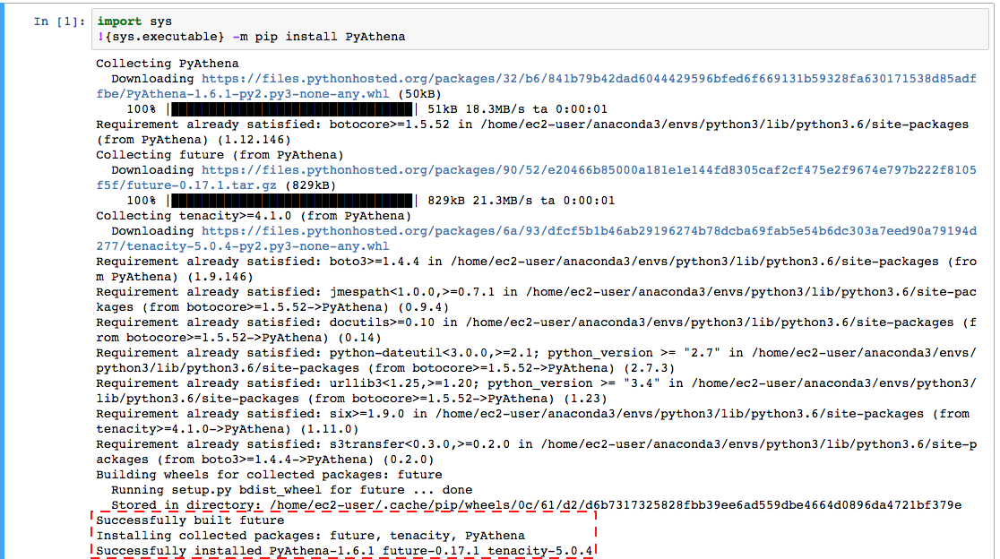 In [1]: import sys
!{sys.executable} -m pip install PyAthena
Collecting PyAthena
Downloading https://files.pythonhosted.org/packages/32/b6/841b79b42dad6044429596bfed6f669131b59328fa630171538d85adf
fbe/PyAthena-1.6.1-py2.py3-none-any.whl (50kB)
100% |████████████████████████████████| 51kB 18.3MB/s ta 0:00:01
Requirement already satisfied: botocore>=1.5.52 in /home/ec2-user/anaconda3/envs/python3/lib/python3.6/site-packages
(from PyAthena) (1.12.146)
Collecting future (from PyAthena)
Downloading https://files.pythonhosted.org/packages/90/52/e20466b85000a181e1e144fd8305caf2cf475e2f9674e797b222f8105
f5f/future-0.17.1.tar.gz (829kB)
100% |████████████████████████████████| 829kB 21.3MB/s ta 0:00:01
Collecting tenacity>=4.1.0 (from PyAthena)
Downloading https://files.pythonhosted.org/packages/6a/93/dfcf5b1b46ab29196274b78dcba69fab5e54b6dc303a7eed90a79194d
277/tenacity-5.0.4-py2.py3-none-any.whl
Requirement already satisfied: boto3>=1.4.4 in /home/ec2-user/anaconda3/envs/python3/lib/python3.6/site-packages (fro
m PyAthena) (1.9.146)
Requirement already satisfied: jmespath<1.0.0,>=0.7.1 in /home/ec2-user/anaconda3/envs/python3/lib/python3.6/site-pac
kages (from botocore>=1.5.52->PyAthena) (0.9.4)
Requirement already satisfied: docutils>=0.10 in /home/ec2-user/anaconda3/envs/python3/lib/python3.6/site-packages (f
rom botocore>=1.5.52->PyAthena) (0.14)
Requirement already satisfied: python-dateutil<3.0.0,>=2.1; python_version >= "2.7" in /home/ec2-user/anaconda3/envs/
python3/lib/python3.6/site-packages (from botocore>=1.5.52->PyAthena) (2.7.3)
Requirement already satisfied: urllib3<1.25,>=1.20; python_version >= "3.4" in /home/ec2-user/anaconda3/envs/python3/
lib/python3.6/site-packages (from botocore>=1.5.52->PyAthena) (1.23)
Requirement already satisfied: six>=1.9.0 in /home/ec2-user/anaconda3/envs/python3/lib/python3.6/site-packages (from
tenacity>=4.1.0->PyAthena) (1.11.0)
Requirement already satisfied: s3transfer<0.3.0,>=0.2.0 in /home/ec2-user/anaconda3/envs/python3/lib/python3.6/site-p
ackages (from boto3>=1.4.4->PyAthena) (0.2.0)
Building wheels for collected packages: future
Running setup.py bdist_wheel for future ... done
Stored in directory: /home/ec2-user/.cache/pip/wheels/0c/61/d2/d6b7317325828fbb39ee6ad559dbe4664d0896da4721bf379e
Successfully built future
Installing collected packages: future, tenacity, PyAthena
Successfully installed PyAthena-1.6.1 future-0.17.1 tenacity-5.0.4